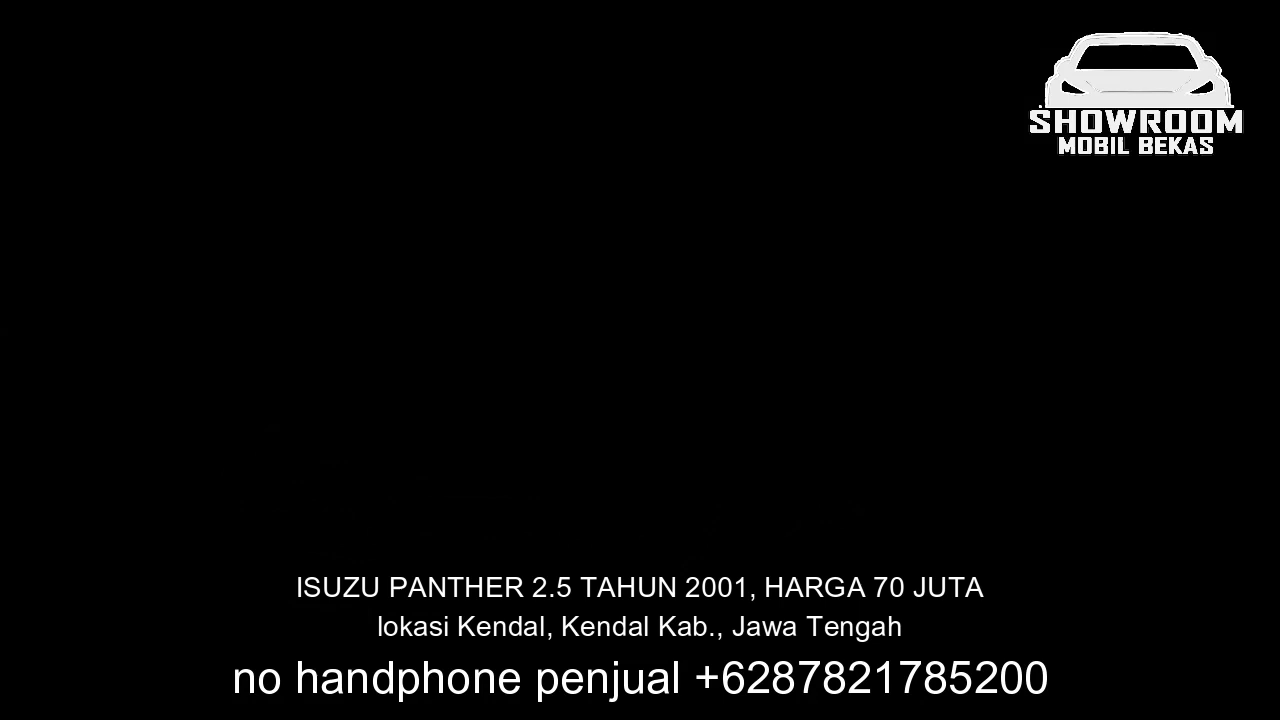 SHOWROOM
MOBIL BEKAS
ISUZU PANTHER 2.5 TAHUN 2001, HARGA 70 JUTA
lokasi Kendal, Kendal Kab., Jawa Tengah
no handphone penjual +6287821785200